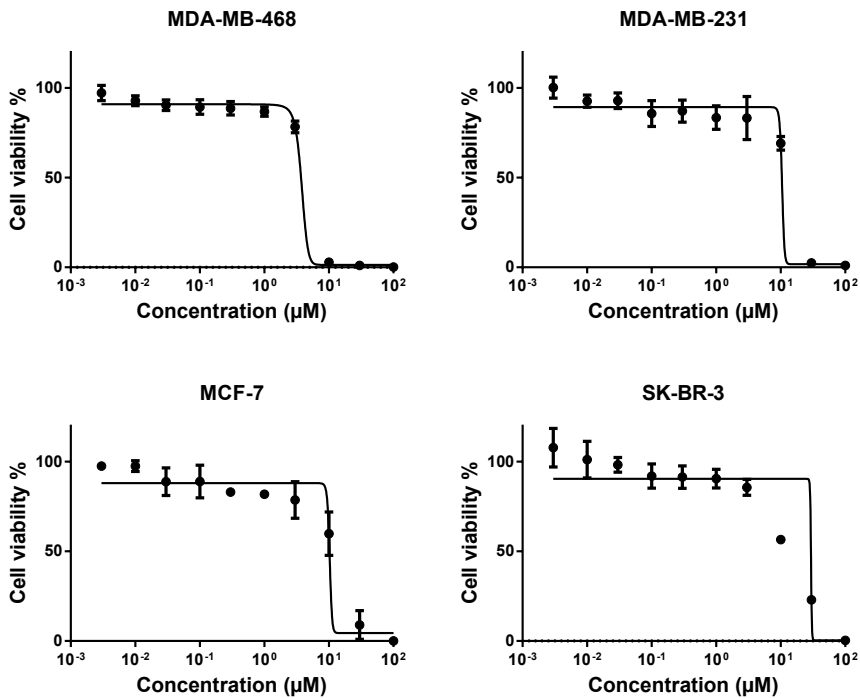 MDA-MB-468
Cell viability %
100
50
0
10⁻³ 10⁻² 10⁻¹ 10⁰ 10¹ 10²
Concentration (µM)
MDA-MB-231
Cell viability %
100
50
0
10⁻³ 10⁻² 10⁻¹ 10⁰ 10¹ 10²
Concentration (µM)
MCF-7
Cell viability %
100
50
0
10⁻³ 10⁻² 10⁻¹ 10⁰ 10¹ 10²
Concentration (µM)
SK-BR-3
Cell viability %
100
50
0
10⁻³ 10⁻² 10⁻¹ 10⁰ 10¹ 10²
Concentration (µM)